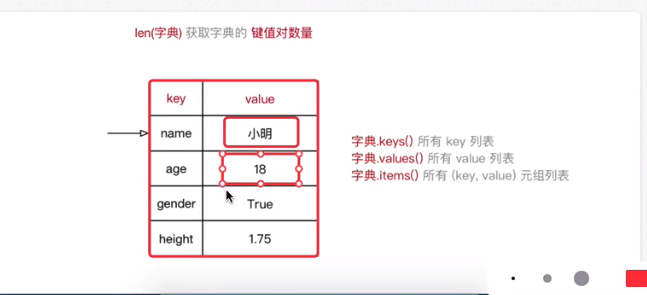 len(字典) 获取字典的 键值对数量
key value
name 小明
age 18
gender True
height 1.75
字典.keys() 所有 key 列表
字典.values() 所有 value 列表
字典.items() 所有 (key, value) 元组列表